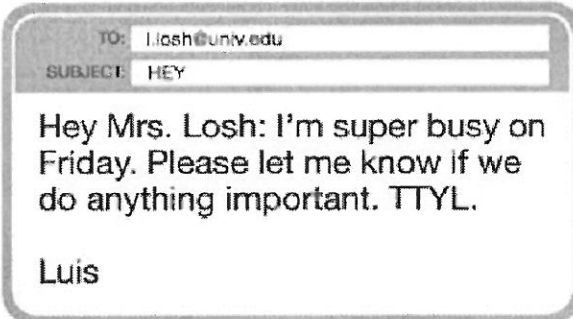 TO: l.losh@univ.edu
SUBJECT: HEY
Hey Mrs. Losh: I'm super busy on
Friday. Please let me know if we
do anything important. TTYL.
Luis